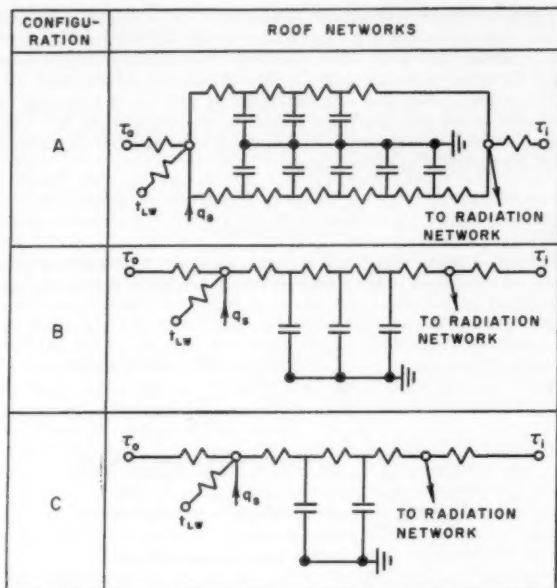 CONFIGU-
RATION
ROOF NETWORKS
A
τo
τi
tLW
qs
TO RADIATION
NETWORK
B
τo
τi
tLW
qs
TO RADIATION
NETWORK
C
τo
τi
tLW
qs
TO RADIATION
NETWORK